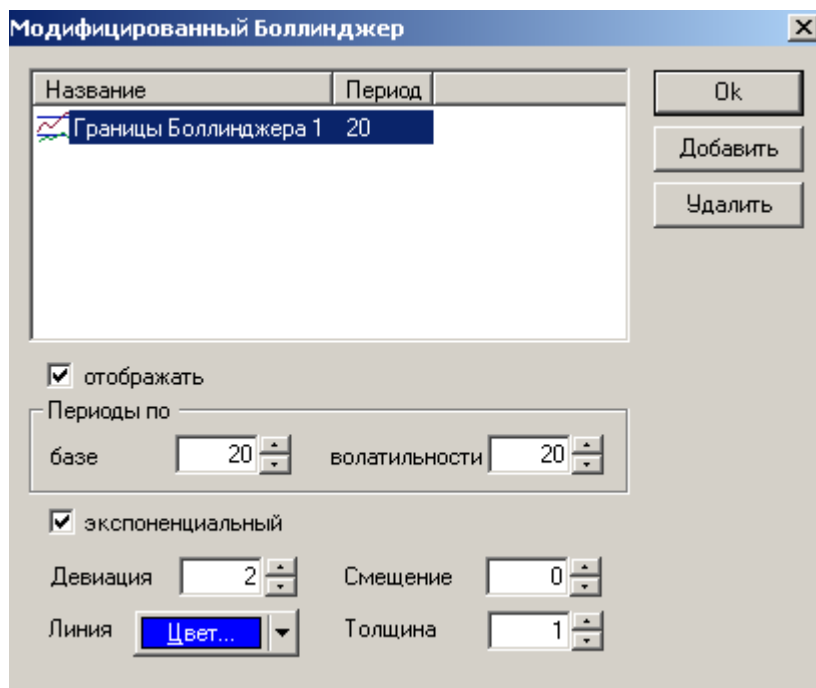 Модифицированный Боллинджер
Название Период
Границы Боллинджера 1 20
Ok
Добавить
Удалить
отображать
Периоды по
базе 20 волатильности 20
экспоненциальный
Девиация 2 Смещение 0
Линия Цвет... Толщина 1